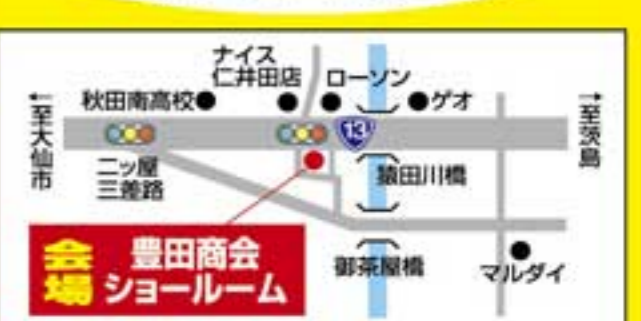 ナイス
仁井田店
ローソン
秋田南高校
ゲオ
←至大仙市
→至茨島
13
二ツ屋
三差路
猿田川橋
会場
豊田商会
ショールーム
御茶屋橋
マルダイ